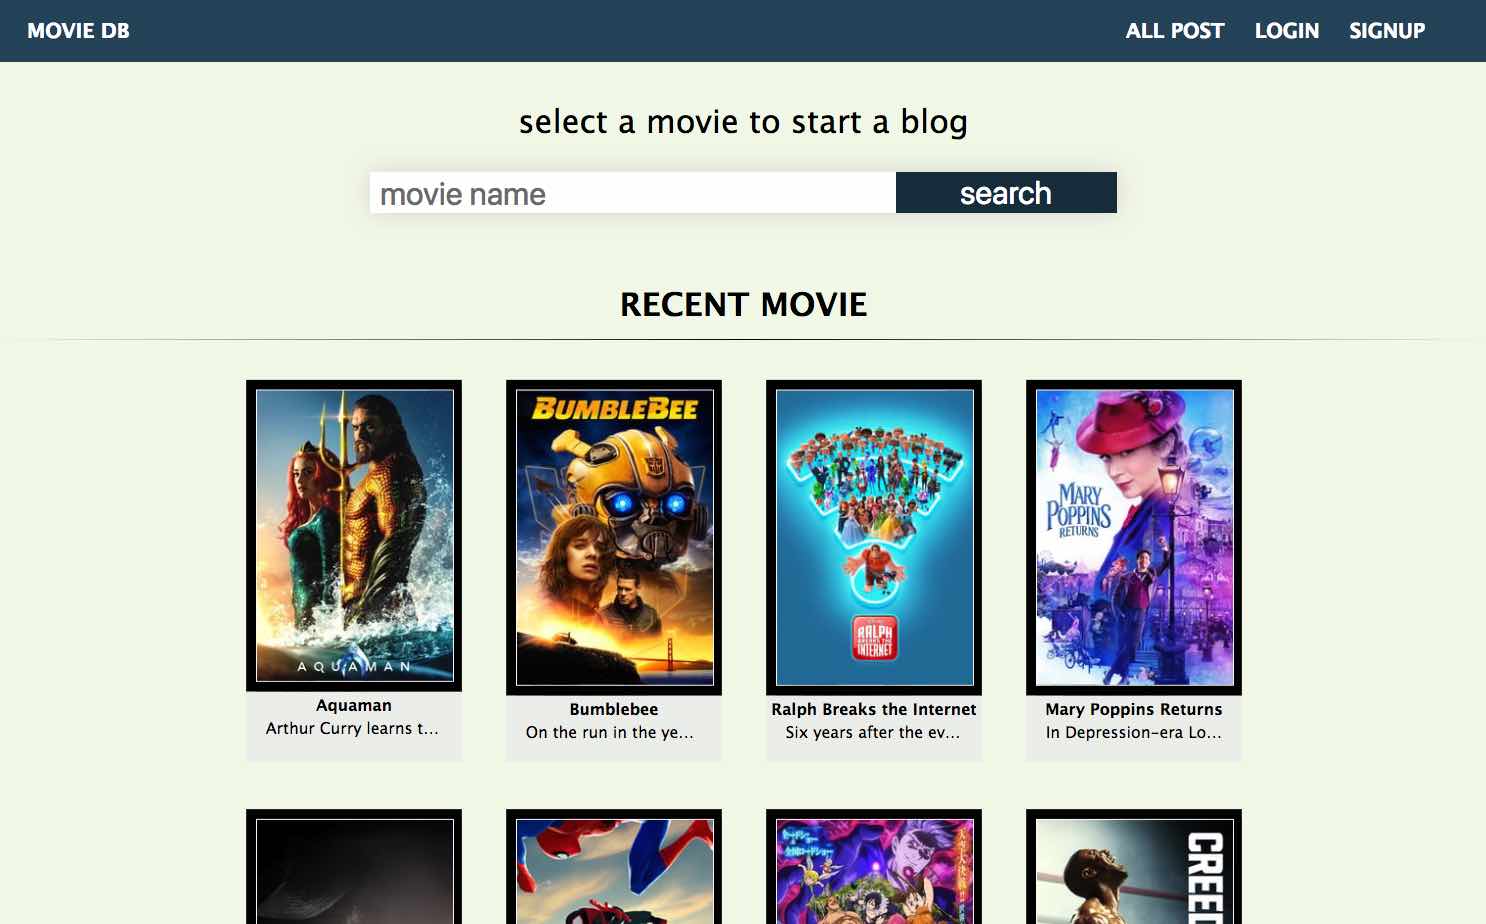 MOVIE DB
ALL POST LOGIN SIGNUP
select a movie to start a blog
movie name
search
RECENT MOVIE
AQUAMAN
BUMBLEBEE
RALPH
BREAKS THE
INTERNET
MARY
POPPINS
RETURNS
Aquaman
Arthur Curry learns t...
Bumblebee
On the run in the ye...
Ralph Breaks the Internet
Six years after the ev...
Mary Poppins Returns
In Depression-era Lo...
CREED